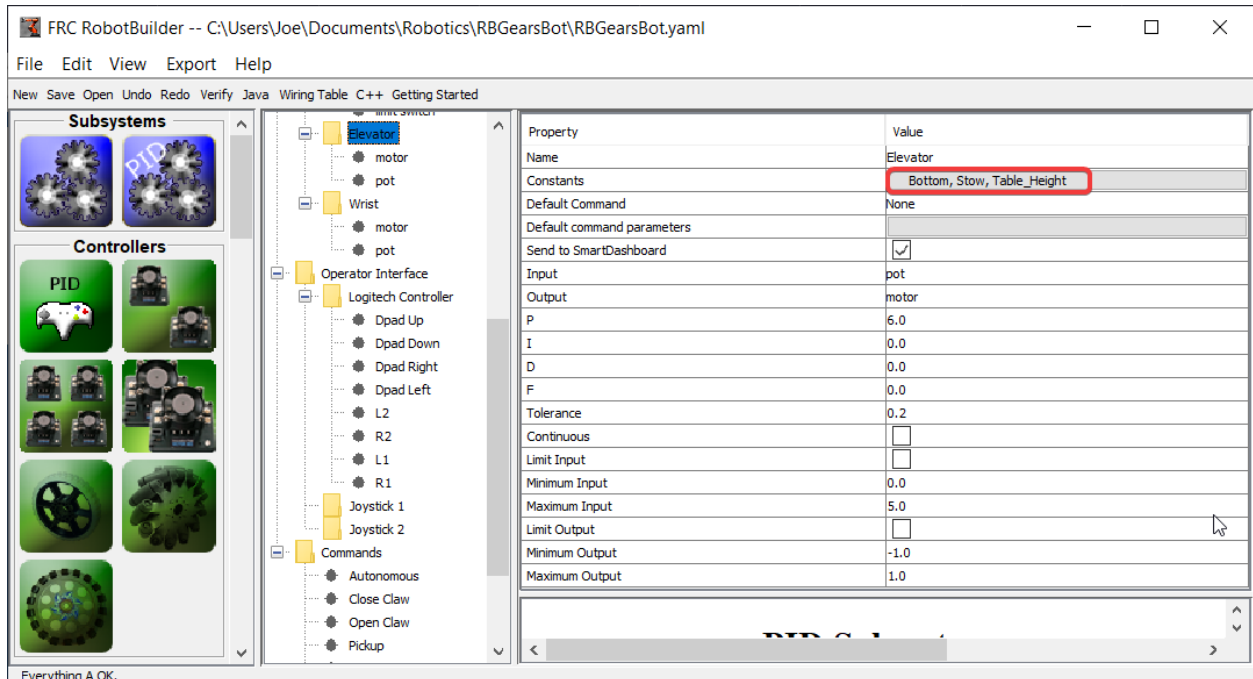 FRC RobotBuilder -- C:\Users\Joe\Documents\Robotics\RBGearsBot\RBGearsBot.yaml
File Edit View Export Help
New Save Open Undo Redo Verify Java Wiring Table C++ Getting Started
Subsystems
PID
Controllers
PID
limit switch
Elevator
motor
pot
Wrist
motor
pot
Operator Interface
Logitech Controller
Dpad Up
Dpad Down
Dpad Right
Dpad Left
L2
R2
L1
R1
Joystick 1
Joystick 2
Commands
Autonomous
Close Claw
Open Claw
Pickup
Property Value
Name Elevator
Constants Bottom, Stow, Table_Height
Default Command None
Default command parameters
Send to SmartDashboard
Input pot
Output motor
P 6.0
I 0.0
D 0.0
F 0.0
Tolerance 0.2
Continuous
Limit Input
Minimum Input 0.0
Maximum Input 5.0
Limit Output
Minimum Output -1.0
Maximum Output 1.0
Everything A OK.